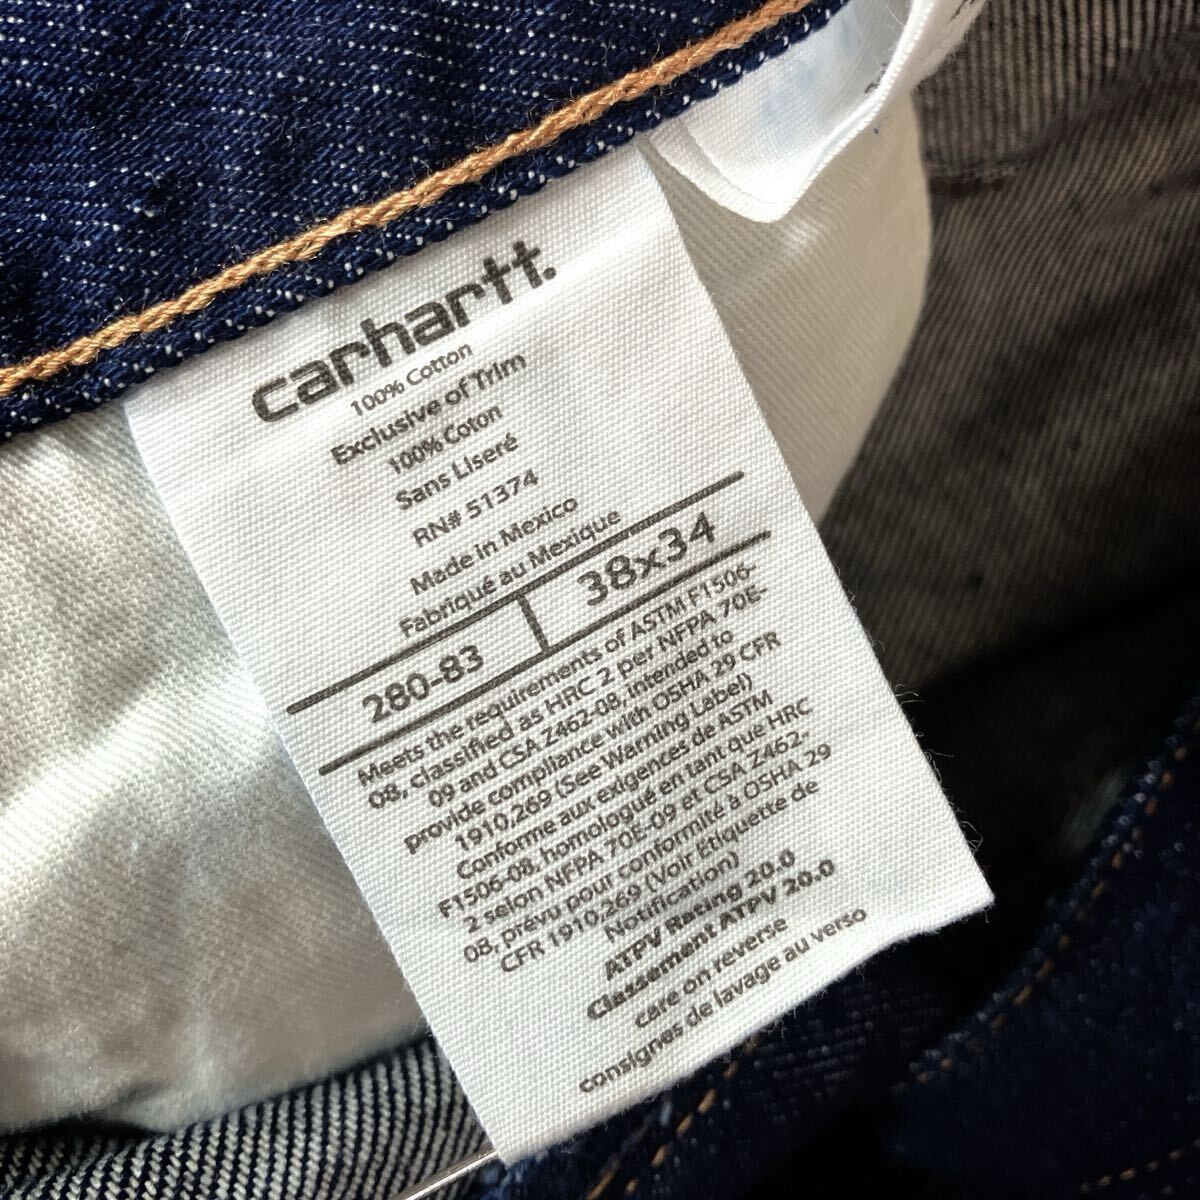 carhartt.
100% Cotton
Exclusive of Trim
100% Coton
Sans Liseré
RN# 51374
Made in Mexico
Fabriqué au Mexique
280-83
38x34
Meets the requirements of ASTM F1506-
08, classified as HRC 2 per NFPA 70E-
09 and CSA Z462-08, intended to
provide compliance with OSHA 29 CFR
1910,269 (See Warning Label)
Conforme aux exigences de ASTM
F1506-08, homologué en tant que HRC
2 selon NFPA 70E-09 et CSA Z462-
08, prévu pour conformité à OSHA 29
CFR 1910,269 (Voir Étiquette de
Notification)
ATPV Rating 20.0
Classement ATPV 20.0
care on reverse
consignes de lavage au verso